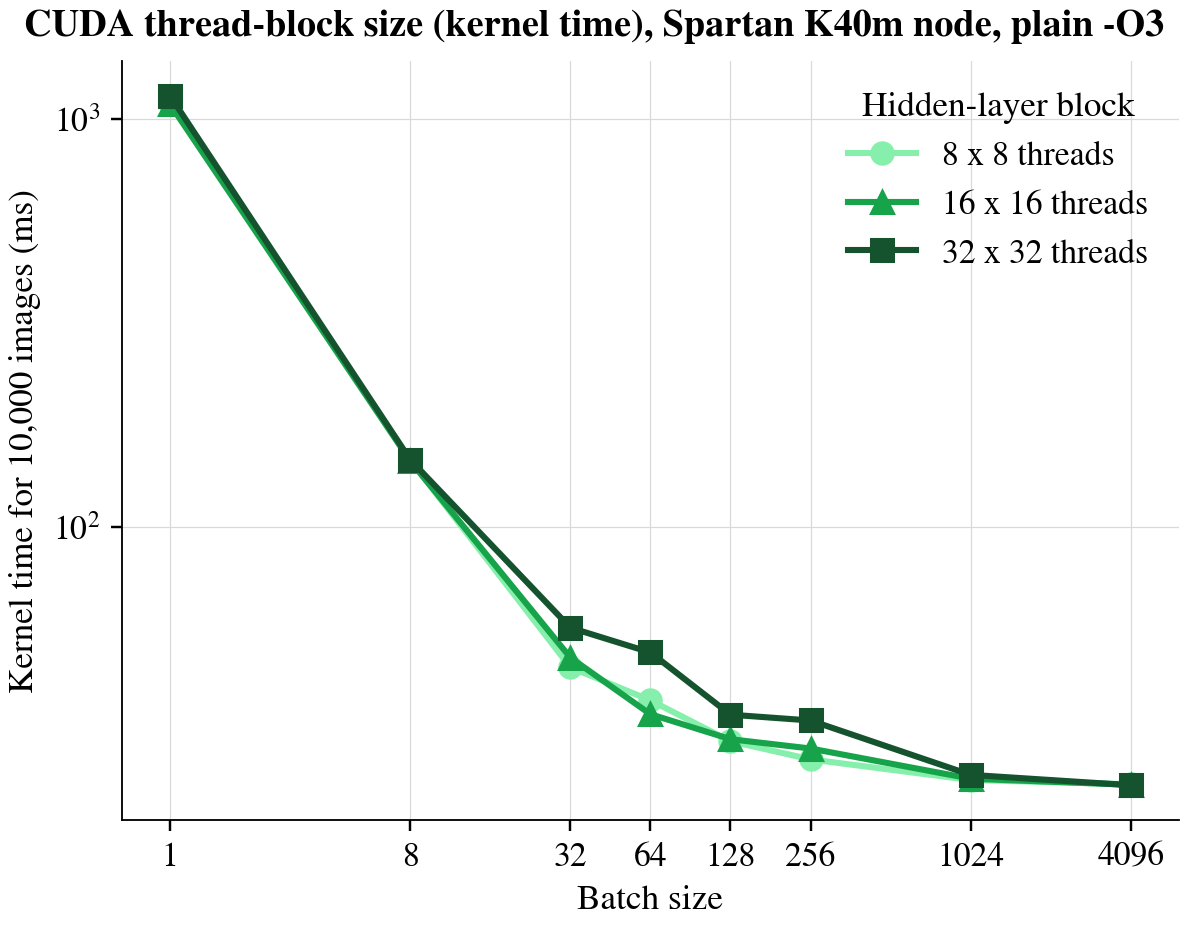 CUDA thread-block size (kernel time), Spartan K40m node, plain -O3
Kernel time for 10,000 images (ms)
10³
10²
Hidden-layer block
8 x 8 threads
16 x 16 threads
32 x 32 threads
1 8 32 64 128 256 1024 4096
Batch size